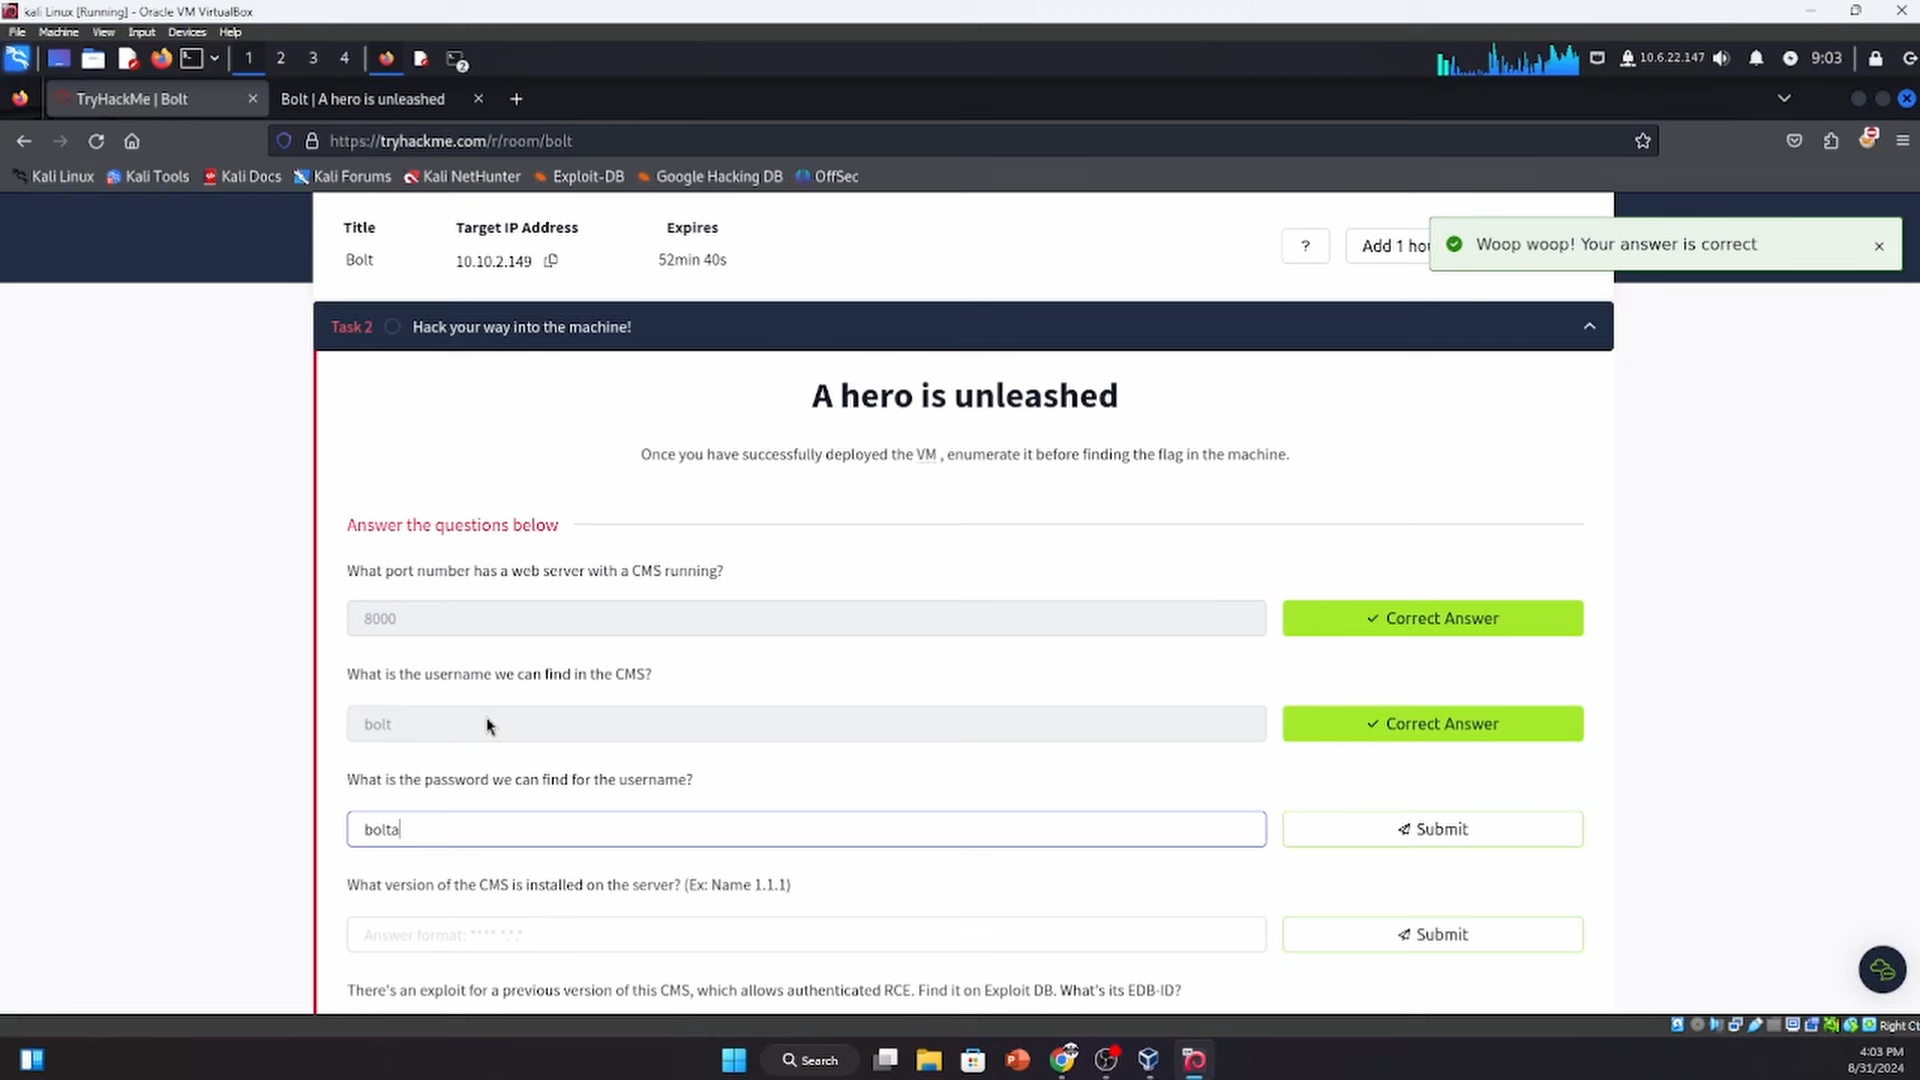 kali Linux [Running] - Oracle VM VirtualBox
File Machine View Input Devices Help
1 2 3 4 2 10.6.22.147 9:03
TryHackMe | Bolt Bolt | A hero is unleashed
https://tryhackme.com/r/room/bolt
Kali Linux Kali Tools Kali Docs Kali Forums Kali NetHunter Exploit-DB Google Hacking DB OffSec
Title Target IP Address Expires
Bolt 10.10.2.149 52min 40s
? Add 1 hou
Woop woop! Your answer is correct
Task 2 Hack your way into the machine!
A hero is unleashed
Once you have successfully deployed the VM , enumerate it before finding the flag in the machine.
Answer the questions below
What port number has a web server with a CMS running?
8000 Correct Answer
What is the username we can find in the CMS?
bolt Correct Answer
What is the password we can find for the username?
bolta Submit
What version of the CMS is installed on the server? (Ex: Name 1.1.1)
Answer format: **** *.*.* Submit
There's an exploit for a previous version of this CMS, which allows authenticated RCE. Find it on Exploit DB. What's its EDB-ID?
Right Ct
Search
4:03 PM
8/31/2024